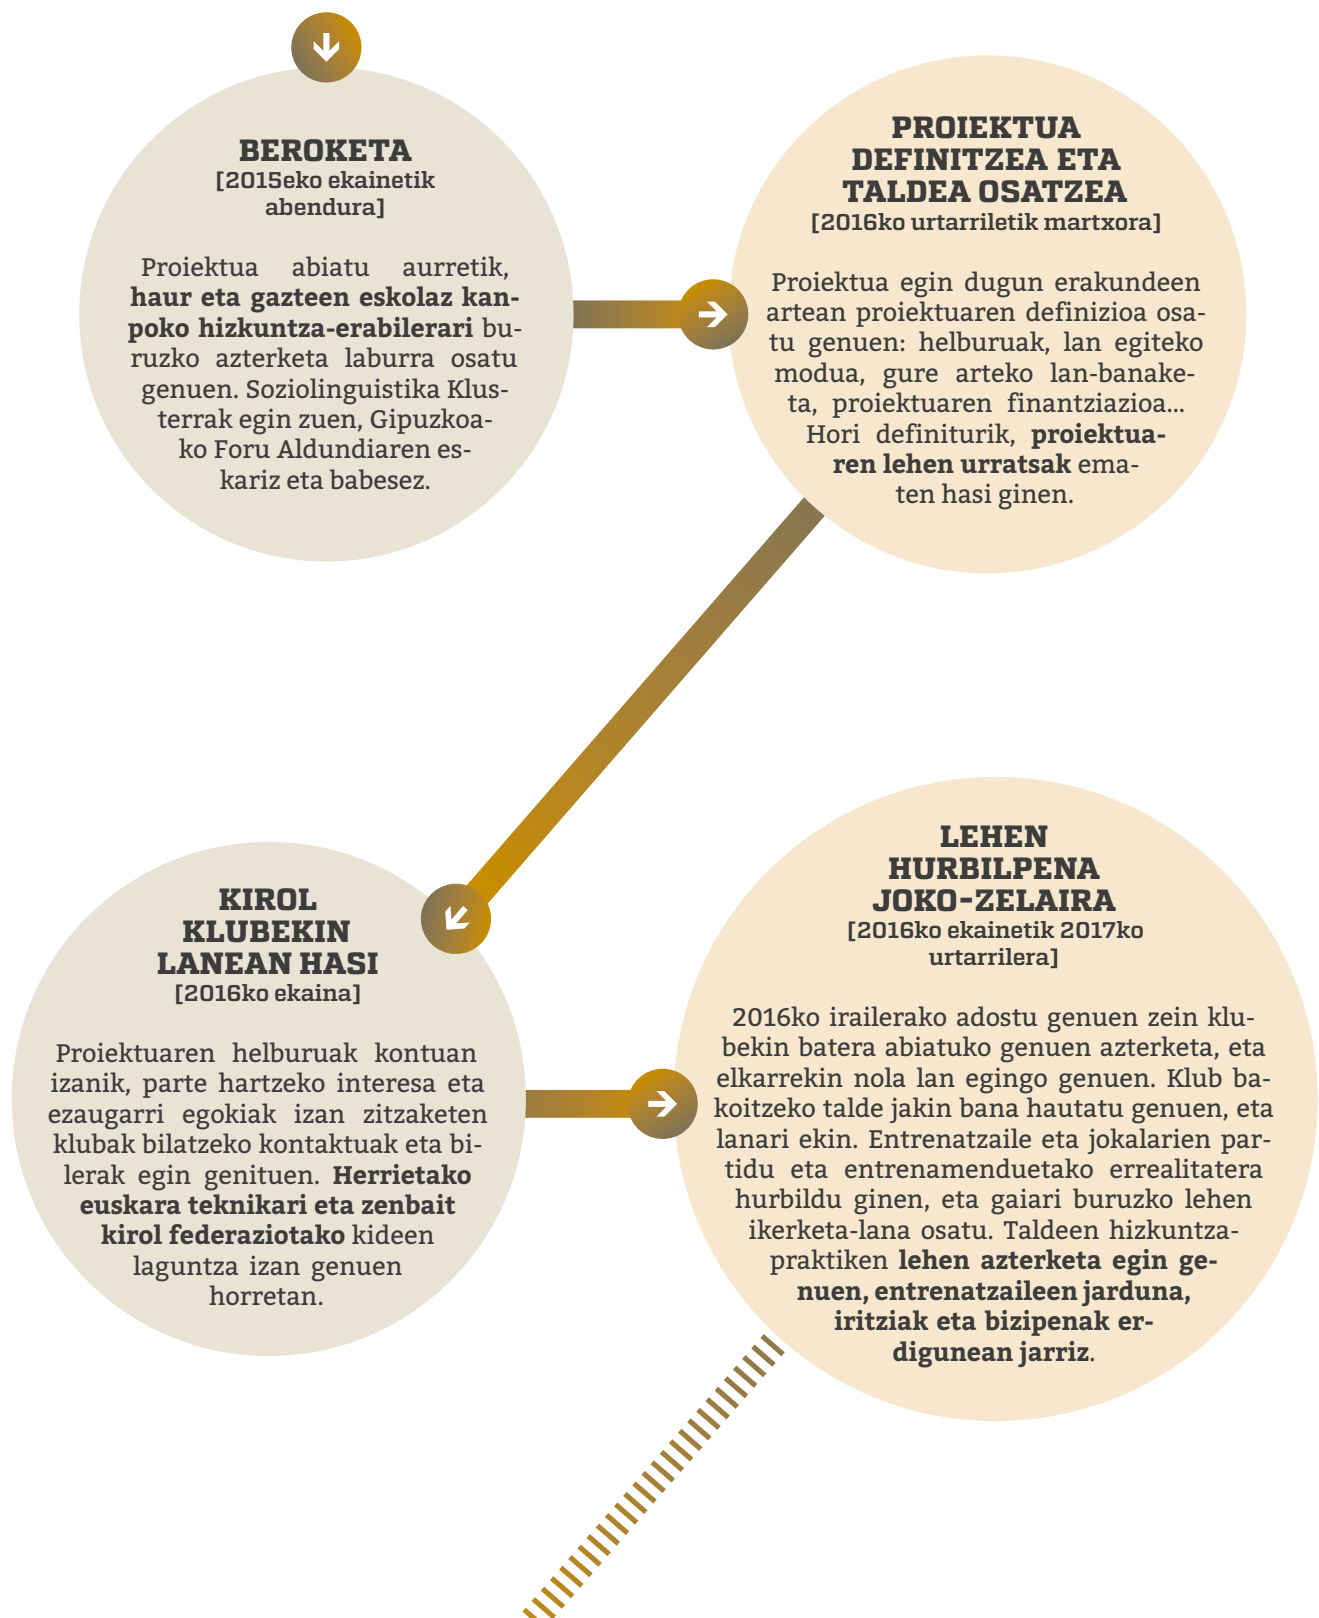 BEROKETA
[2015eko ekainetik
abendura]
Proiektua abiatu aurretik,
haur eta gazteen eskolaz kan-
poko hizkuntza-erabilerari bu-
ruzko azterketa laburra osatu
genuen. Soziolinguistika Klus-
terrak egin zuen, Gipuzkoa-
ko Foru Aldundiaren es-
kariz eta babesez.
PROIEKTUA
DEFINITZEA ETA
TALDEA OSATZEA
[2016ko urtarriletik martxora]
Proiektua egin dugun erakundeen
artean proiektuaren definizioa osa-
tu genuen: helburuak, lan egiteko
modua, gure arteko lan-banake-
ta, proiektuaren finantziazioa...
Hori definiturik, proiektua-
ren lehen urratsak ema-
ten hasi ginen.
KIROL
KLUBEKIN
LANEAN HASI
[2016ko ekaina]
Proiektuaren helburuak kontuan
izanik, parte hartzeko interesa eta
ezaugarri egokiak izan zitzaketen
klubak bilatzeko kontaktuak eta bi-
lerak egin genituen. Herrietako
euskara teknikari eta zenbait
kirol federaziotako kideen
laguntza izan genuen
horretan.
LEHEN
HURBILPENA
JOKO-ZELAIRA
[2016ko ekainetik 2017ko
urtarrilera]
2016ko irailerako adostu genuen zein klu-
bekin batera abiatuko genuen azterketa, eta
elkarrekin nola lan egingo genuen. Klub ba-
koitzeko talde jakin bana hautatu genuen, eta
lanari ekin. Entrenatzaile eta jokalarien par-
tidu eta entrenamenduetako errealitatera
hurbildu ginen, eta gaiari buruzko lehen
ikerketa-lana osatu. Taldeen hizkuntza-
praktiken lehen azterketa egin ge-
nuen, entrenatzaileen jarduna,
iritziak eta bizipenak er-
digunean jarriz.